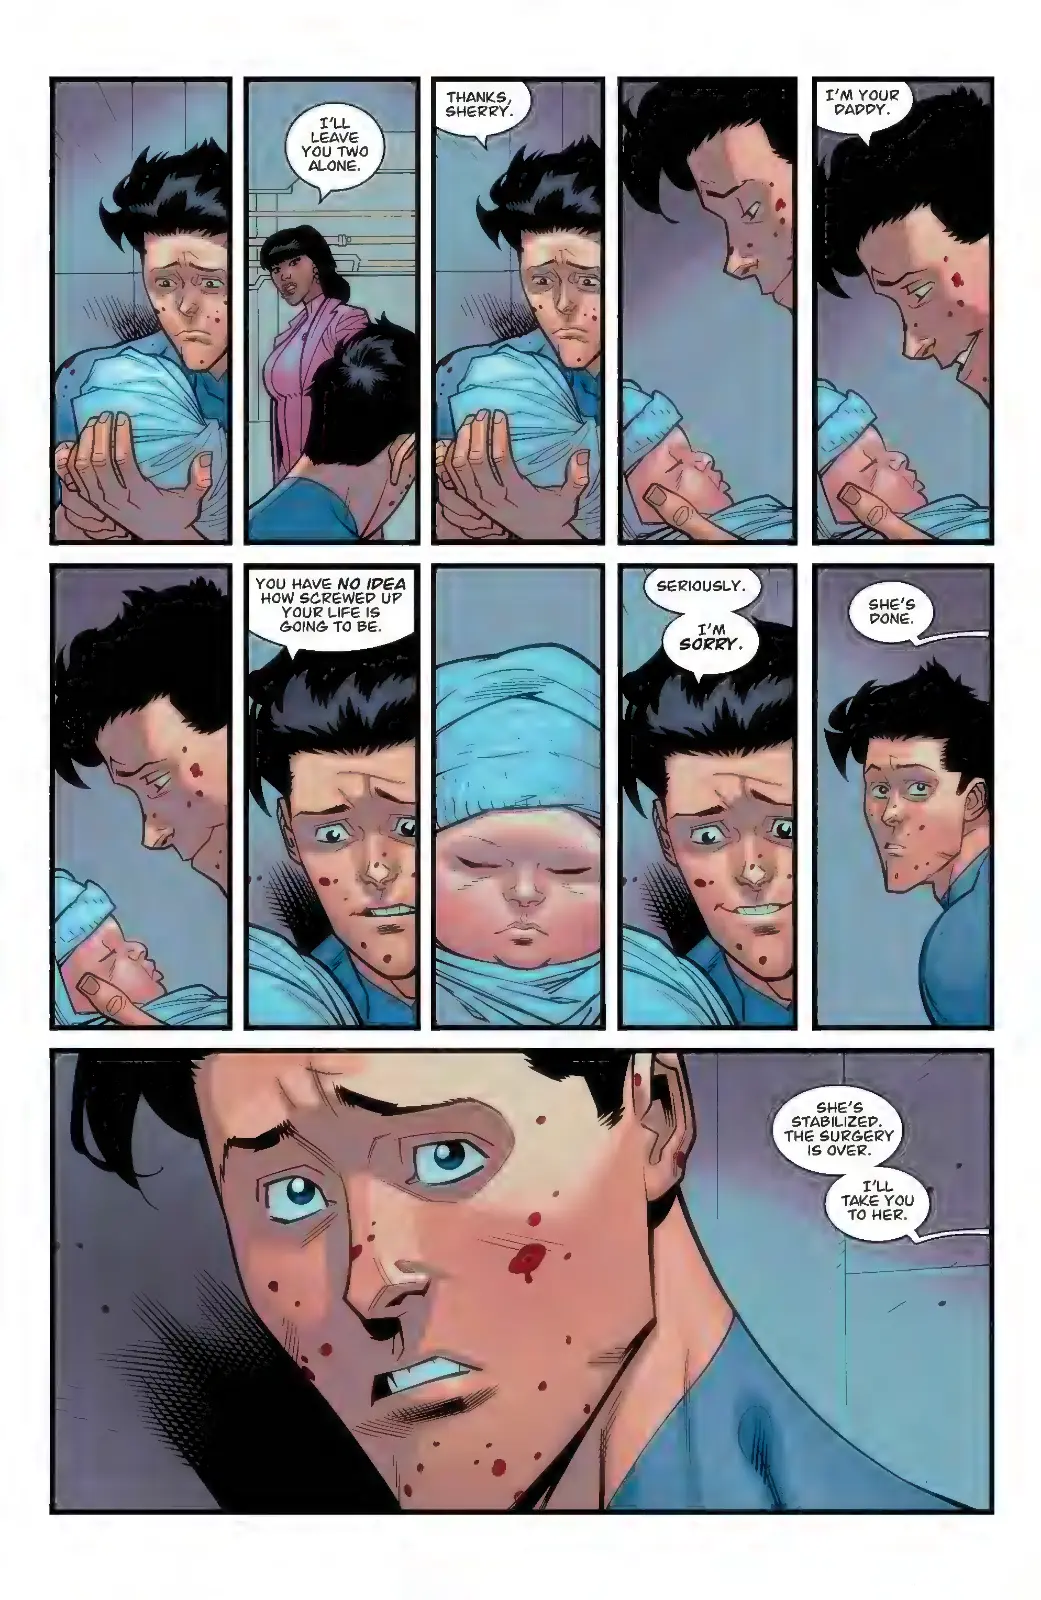 I'LL
LEAVE
YOU TWO
ALONE.
THANKS,
SHERRY.
I'M YOUR
DADDY.
YOU HAVE NO IDEA
HOW SCREWED UP
YOUR LIFE IS
GOING TO BE.
SERIOUSLY.
I'M
SORRY.
SHE'S
DONE.
SHE'S
STABILIZED.
THE SURGERY
IS OVER.
I'LL
TAKE YOU
TO HER.